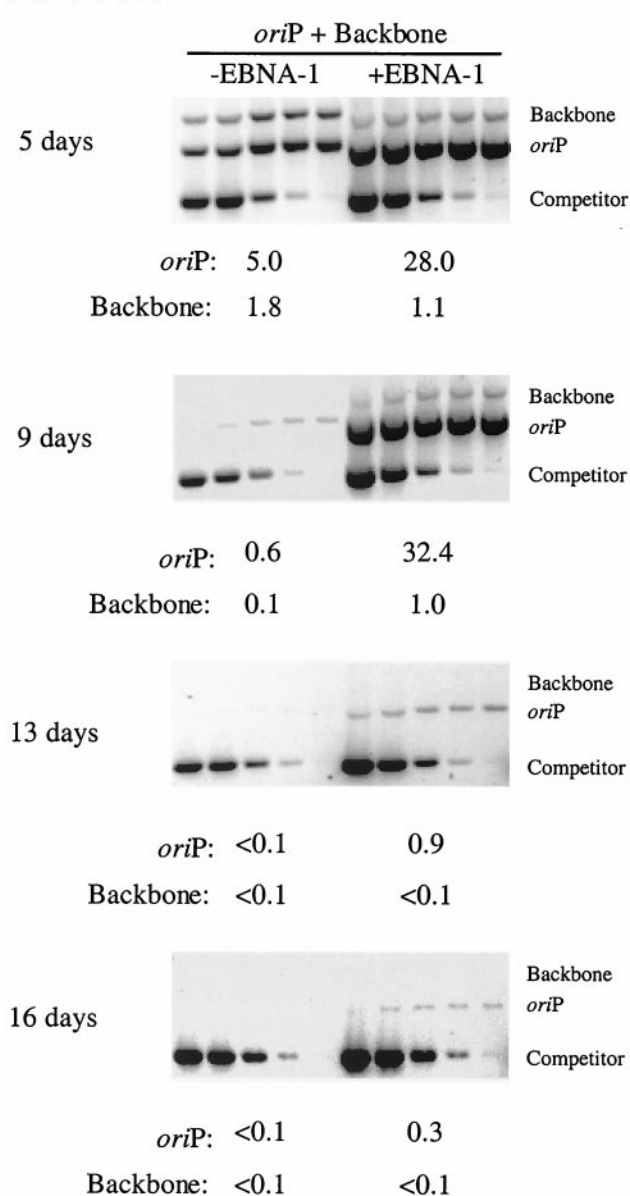 oriP + Backbone
-EBNA-1 +EBNA-1
5 days
Backbone
oriP
Competitor
oriP: 5.0 28.0
Backbone: 1.8 1.1
9 days
Backbone
oriP
Competitor
oriP: 0.6 32.4
Backbone: 0.1 1.0
13 days
Backbone
oriP
Competitor
oriP: <0.1 0.9
Backbone: <0.1 <0.1
16 days
Backbone
oriP
Competitor
oriP: <0.1 0.3
Backbone: <0.1 <0.1